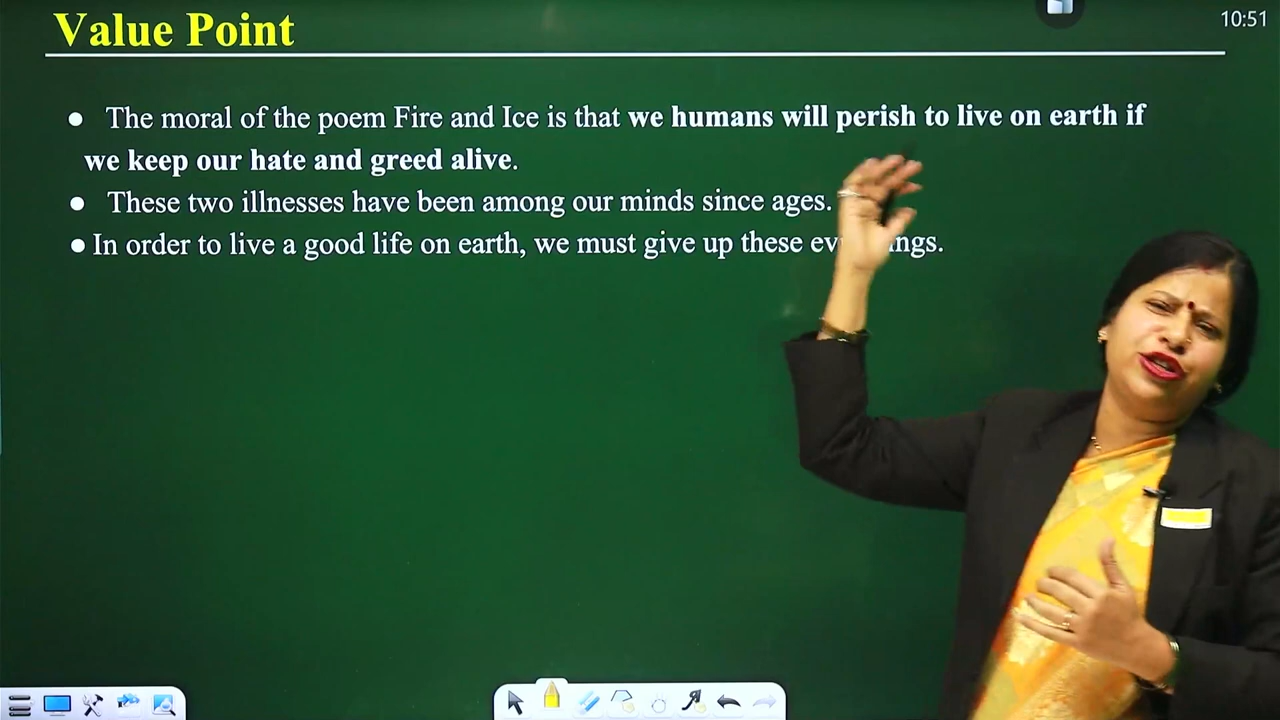 Value Point
10:51
● The moral of the poem Fire and Ice is that we humans will perish to live on earth if
we keep our hate and greed alive.
● These two illnesses have been among our minds since ages.
● In order to live a good life on earth, we must give up these